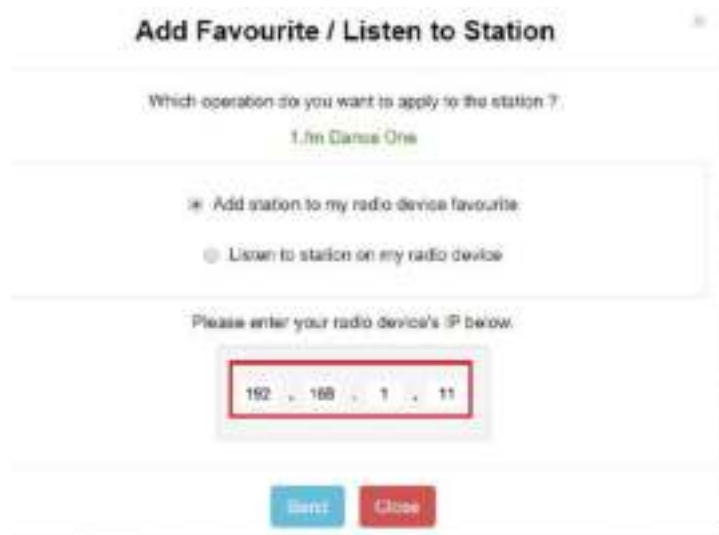 Add Favourite / Listen to Station
Which operation do you want to apply to the station ?
1.fm Dance One
Add station to my radio device favourite
Listen to station on my radio device
Please enter your radio device's IP below.
192 . 168 . 1 . 11
Send Close